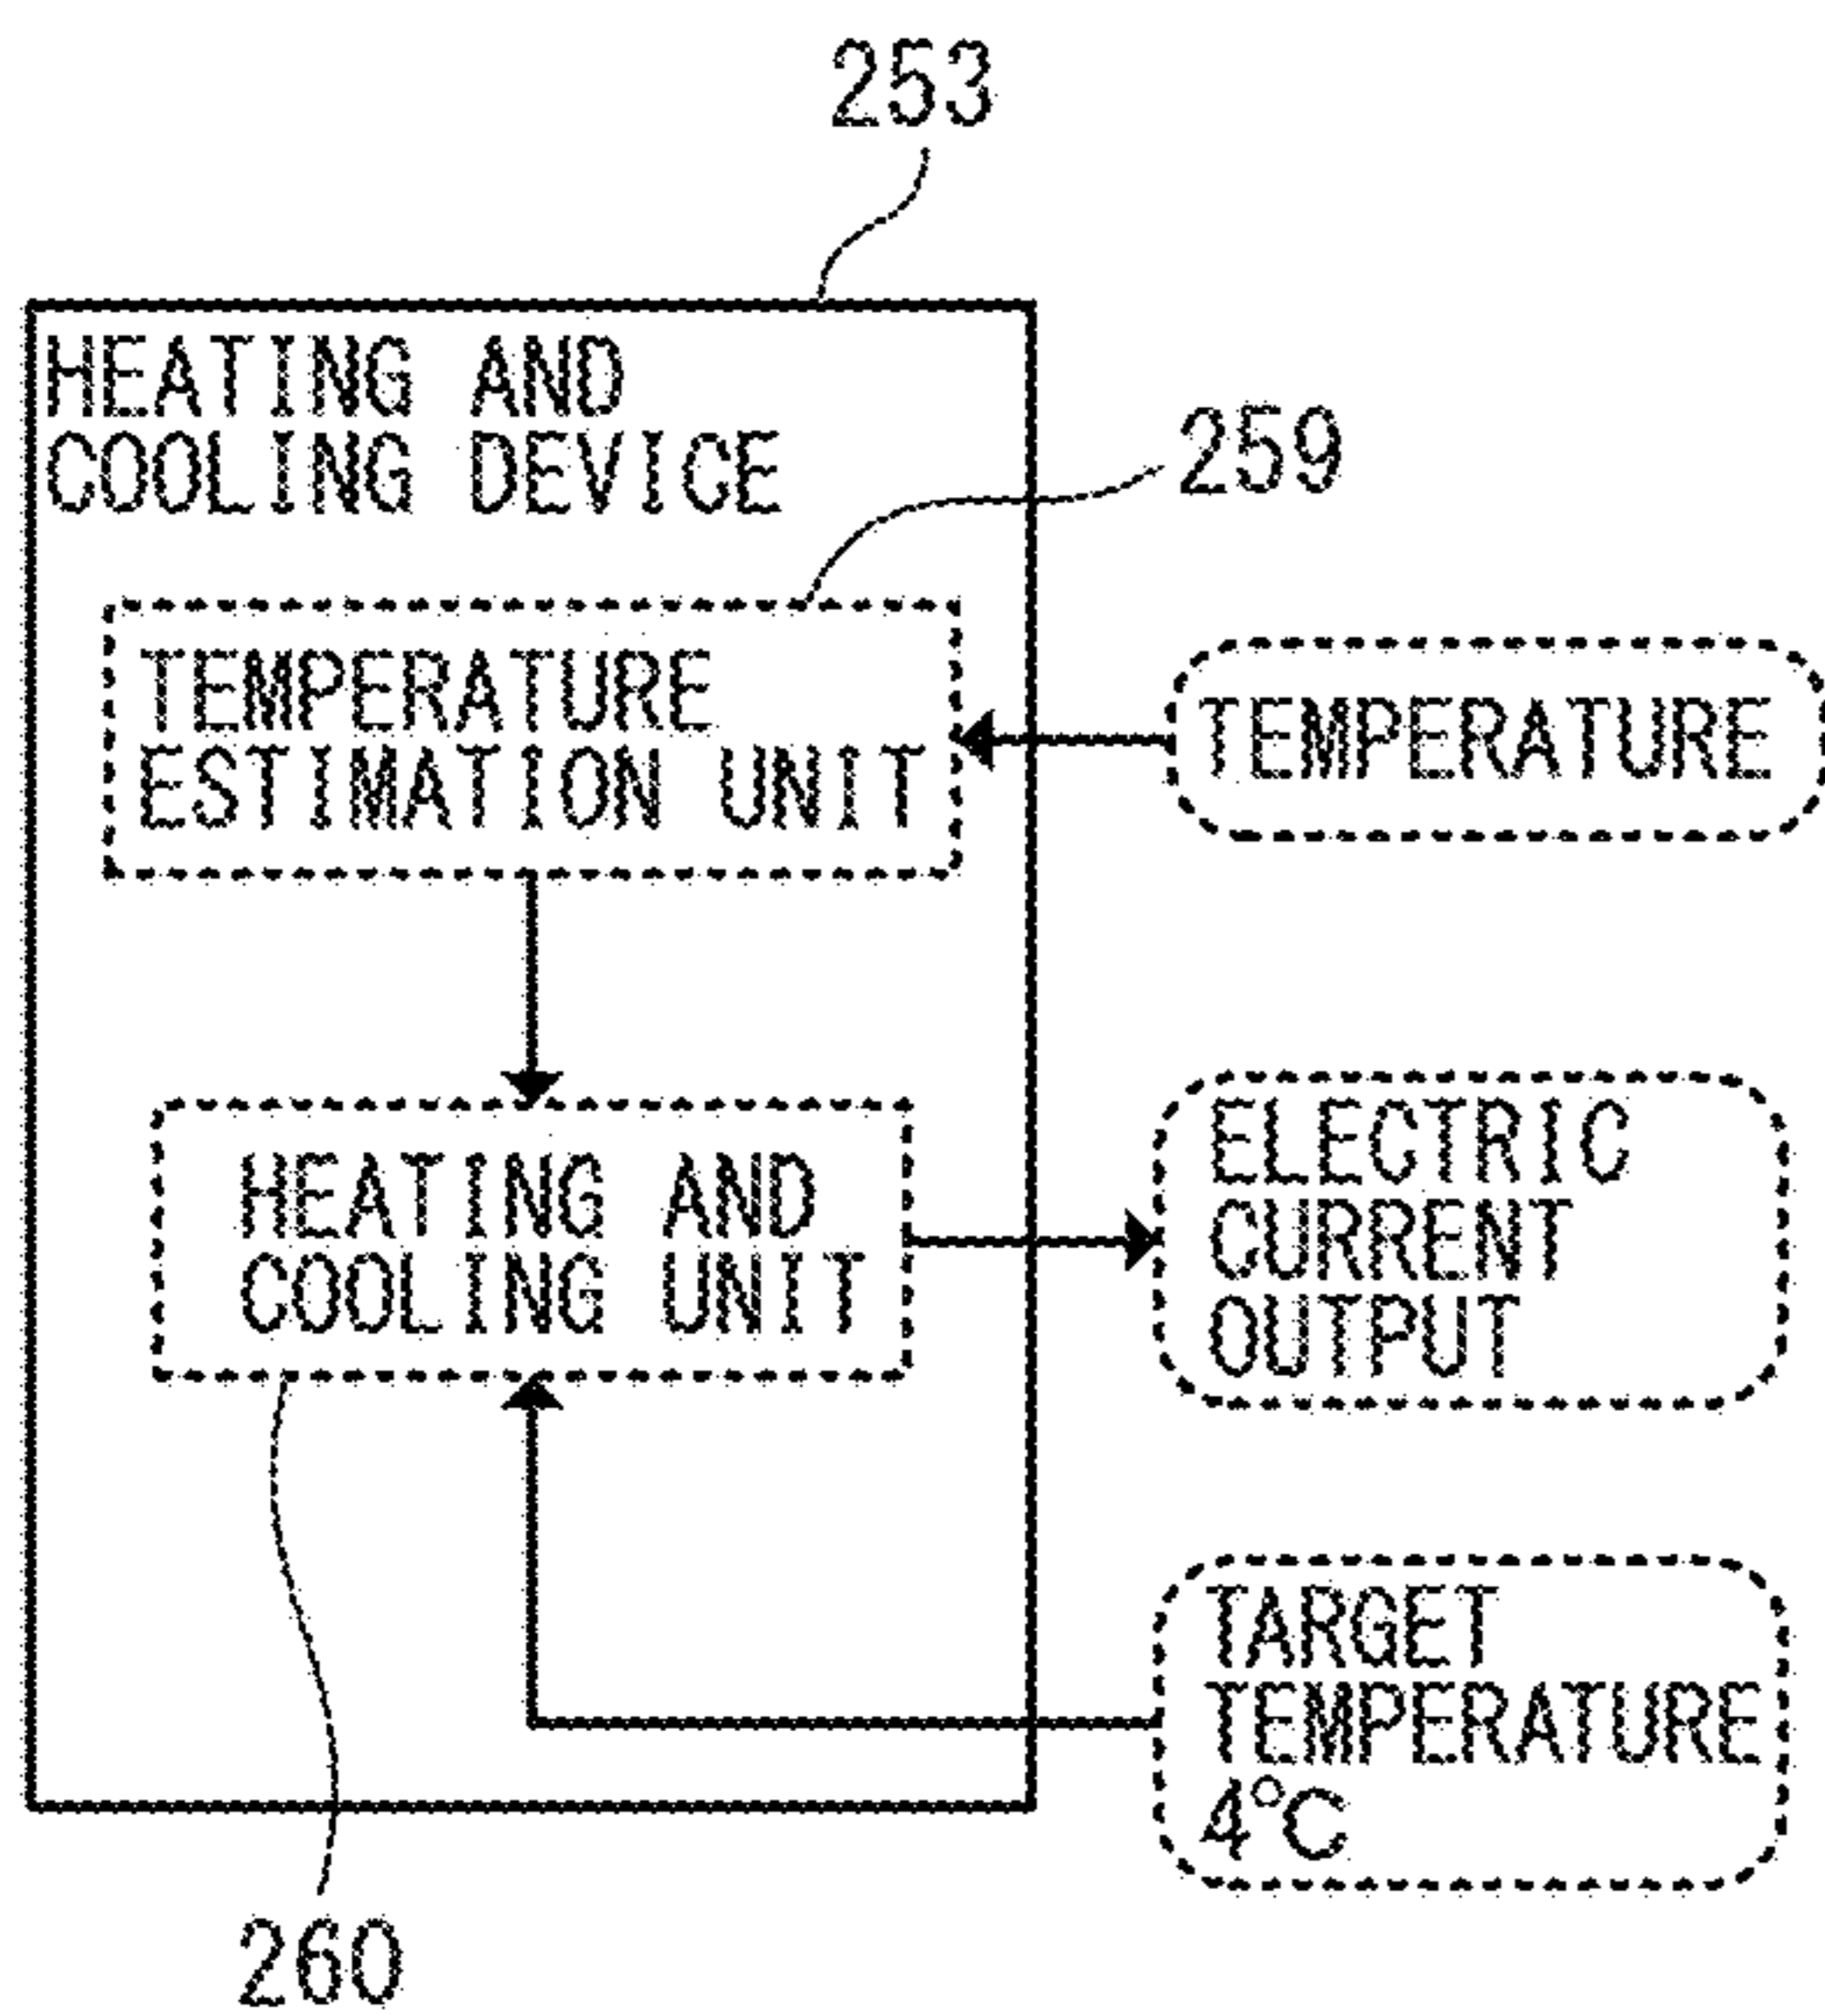 253
HEATING AND
COOLING DEVICE
259
TEMPERATURE
ESTIMATION UNIT
TEMPERATURE
HEATING AND
COOLING UNIT
ELECTRIC
CURRENT
OUTPUT
TARGET
TEMPERATURE
4°C
260